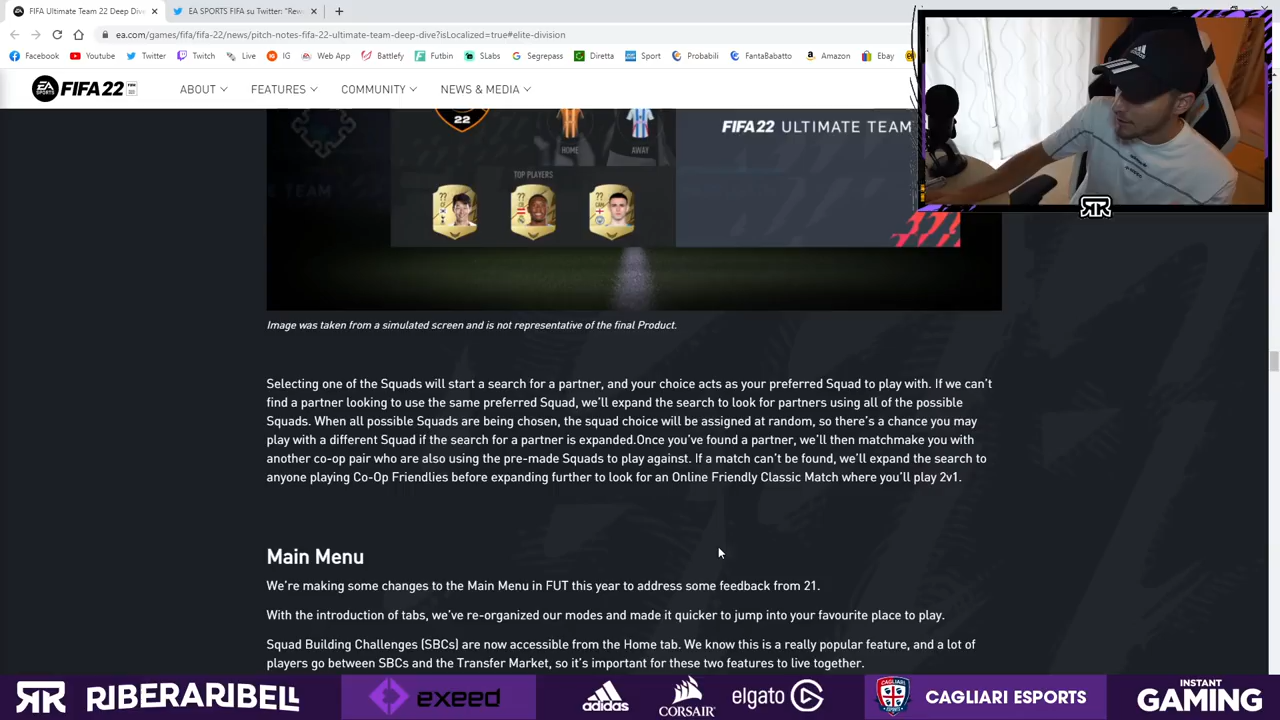 FIFA Ultimate Team 22 Deep Dive
EA SPORTS FIFA su Twitter: "Rew
ea.com/games/fifa/fifa-22/news/pitch-notes-fifa-22-ultimate-team-deep-dive?isLocalized=true#elite-division
Facebook Youtube Twitter Twitch Live IG Web App Battlefy Futbin SLabs Google Diretta Sport Probabili FantaBabbto Amazon Ebay
EA SPORTS FIFA 22
ABOUT FEATURES COMMUNITY NEWS & MEDIA
22
HOME AWAY
FIFA 22 ULTIMATE TEAM
E TEAM
TOP PLAYERS
?? ?? ??
Image was taken from a simulated screen and is not representative of the final Product.
Selecting one of the Squads will start a search for a partner, and your choice acts as your preferred Squad to play with. If we can't
find a partner looking to use the same preferred Squad, we'll expand the search to look for partners using all of the possible
Squads. When all possible Squads are being chosen, the squad choice will be assigned at random, so there's a chance you may
play with a different Squad if the search for a partner is expanded.Once you've found a partner, we'll then matchmake you with
another co-op pair who are also using the pre-made Squads to play against. If a match can't be found, we'll expand the search to
anyone playing Co-Op Friendlies before expanding further to look for an Online Friendly Classic Match where you'll play 2v1.
Main Menu
We're making some changes to the Main Menu in FUT this year to address some feedback from 21.
With the introduction of tabs, we've re-organized our modes and made it quicker to jump into your favourite place to play.
Squad Building Challenges (SBCs) are now accessible from the Home tab. We know this is a really popular feature, and a lot of
players go between SBCs and the Transfer Market, so it's important for these two features to live together.
RR RIBERARIBELL exeed adidas CORSAIR elgato CAGLIARI ESPORTS INSTANT GAMING